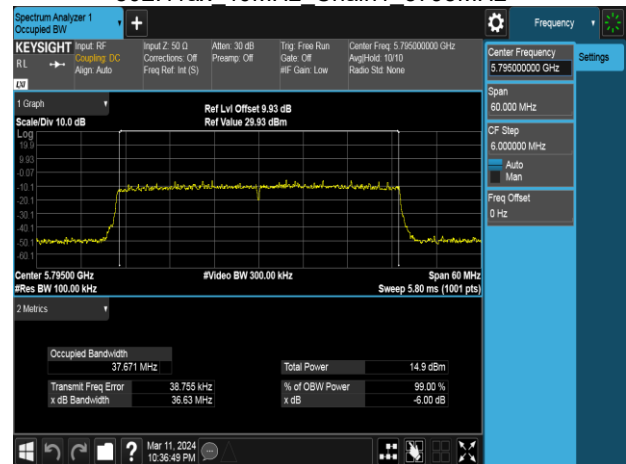 Spectrum Analyzer 1
Occupied BW
Frequency
KEYSIGHT
RL
LXI
Input: RF
Coupling: DC
Align: Auto
Input Z: 50 Ω
Corrections: Off
Freq Ref: Int (S)
Atten: 30 dB
Preamp: Off
Trig: Free Run
Gate: Off
#IF Gain: Low
Center Freq: 5.795000000 GHz
Avg|Hold: 10/10
Radio Std: None
Center Frequency
5.795000000 GHz
Settings
Span
60.000 MHz
CF Step
6.000000 MHz
Auto
Man
Freq Offset
0 Hz
1 Graph
Scale/Div 10.0 dB
Ref Lvl Offset 9.93 dB
Ref Value 29.93 dBm
Log
19.9
9.93
-0.07
-10.1
-20.1
-30.1
-40.1
-50.1
-60.1
Center 5.79500 GHz
#Res BW 100.00 kHz
#Video BW 300.00 kHz
Span 60 MHz
Sweep 5.80 ms (1001 pts)
2 Metrics
Occupied Bandwidth
37.671 MHz
Total Power 14.9 dBm
Transmit Freq Error 38.755 kHz
% of OBW Power 99.00 %
x dB Bandwidth 36.63 MHz
x dB -6.00 dB
?
Mar 11, 2024
10:36:49 PM